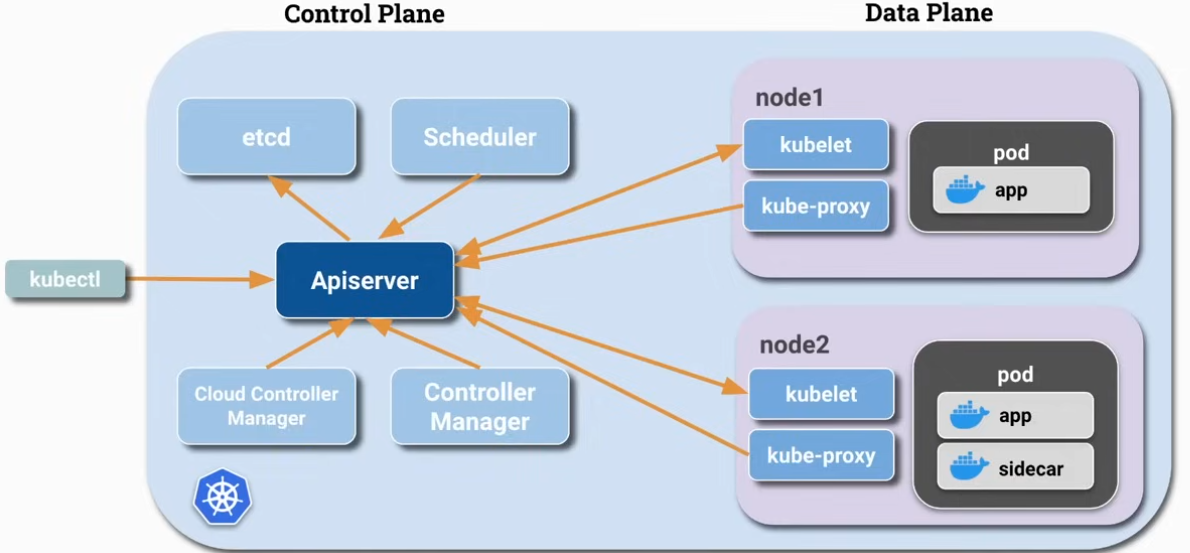 Control Plane
Data Plane
etcd
Scheduler
node1
kubelet
kube-proxy
pod
app
kubectl
Apiserver
Cloud Controller
Manager
Controller
Manager
node2
kubelet
kube-proxy
pod
app
sidecar